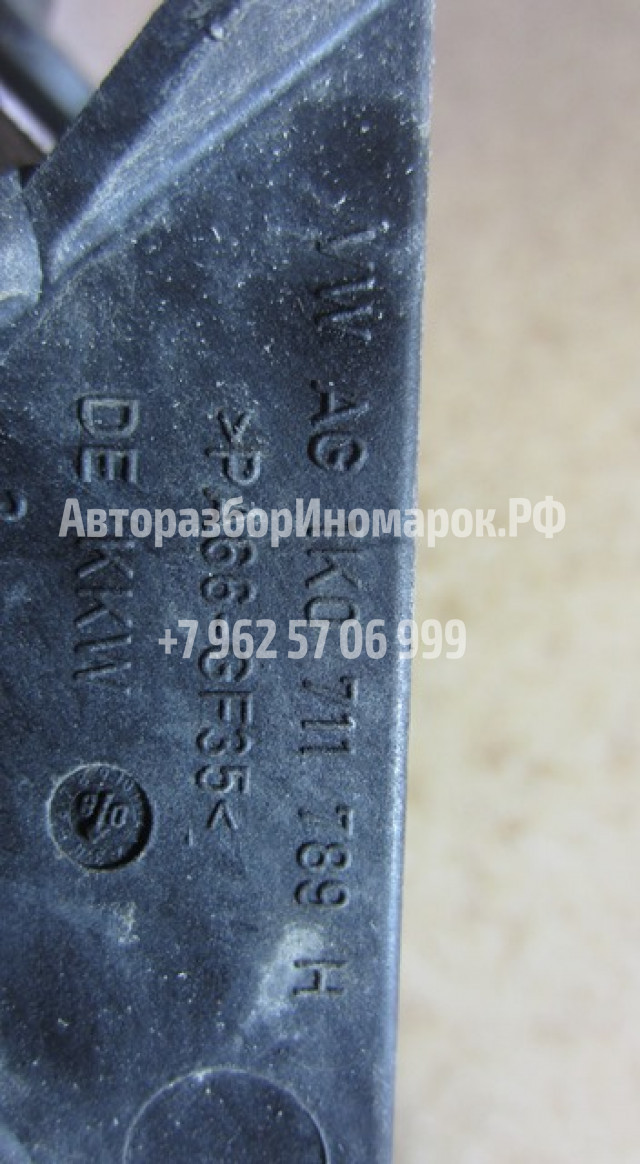 VW AG 1K0 711 789 H
>PA66-GF35<
DE KKW
АвторазборИномарок.РФ
+7 962 57 06 999